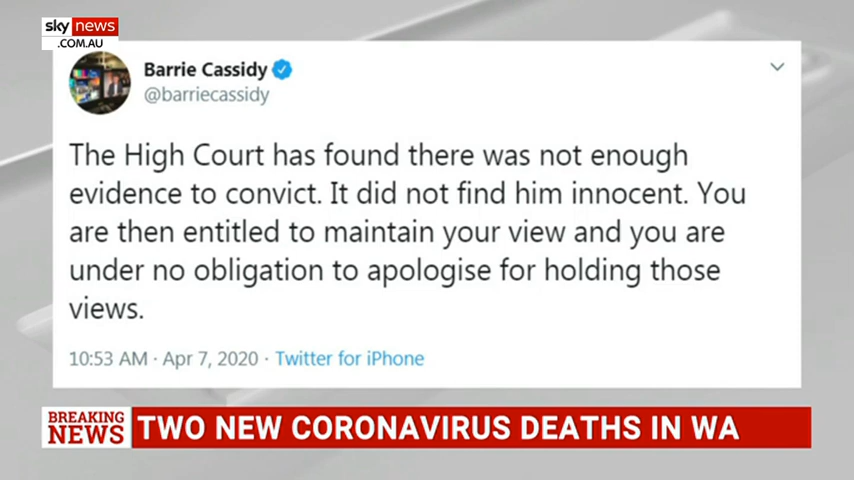 sky news
.COM.AU
Barrie Cassidy
@barriecassidy
The High Court has found there was not enough
evidence to convict. It did not find him innocent. You
are then entitled to maintain your view and you are
under no obligation to apologise for holding those
views.
10:53 AM · Apr 7, 2020 · Twitter for iPhone
BREAKING
NEWS
TWO NEW CORONAVIRUS DEATHS IN WA